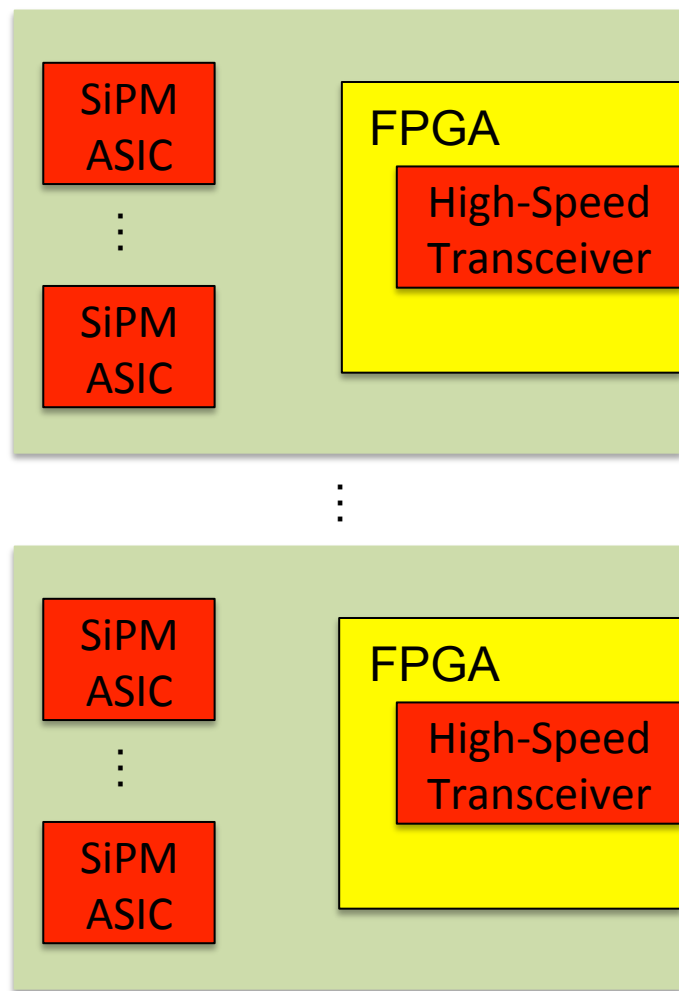 SiPM
ASIC
FPGA
High-Speed
Transceiver
⋮
SiPM
ASIC
⋮
SiPM
ASIC
FPGA
High-Speed
Transceiver
⋮
SiPM
ASIC